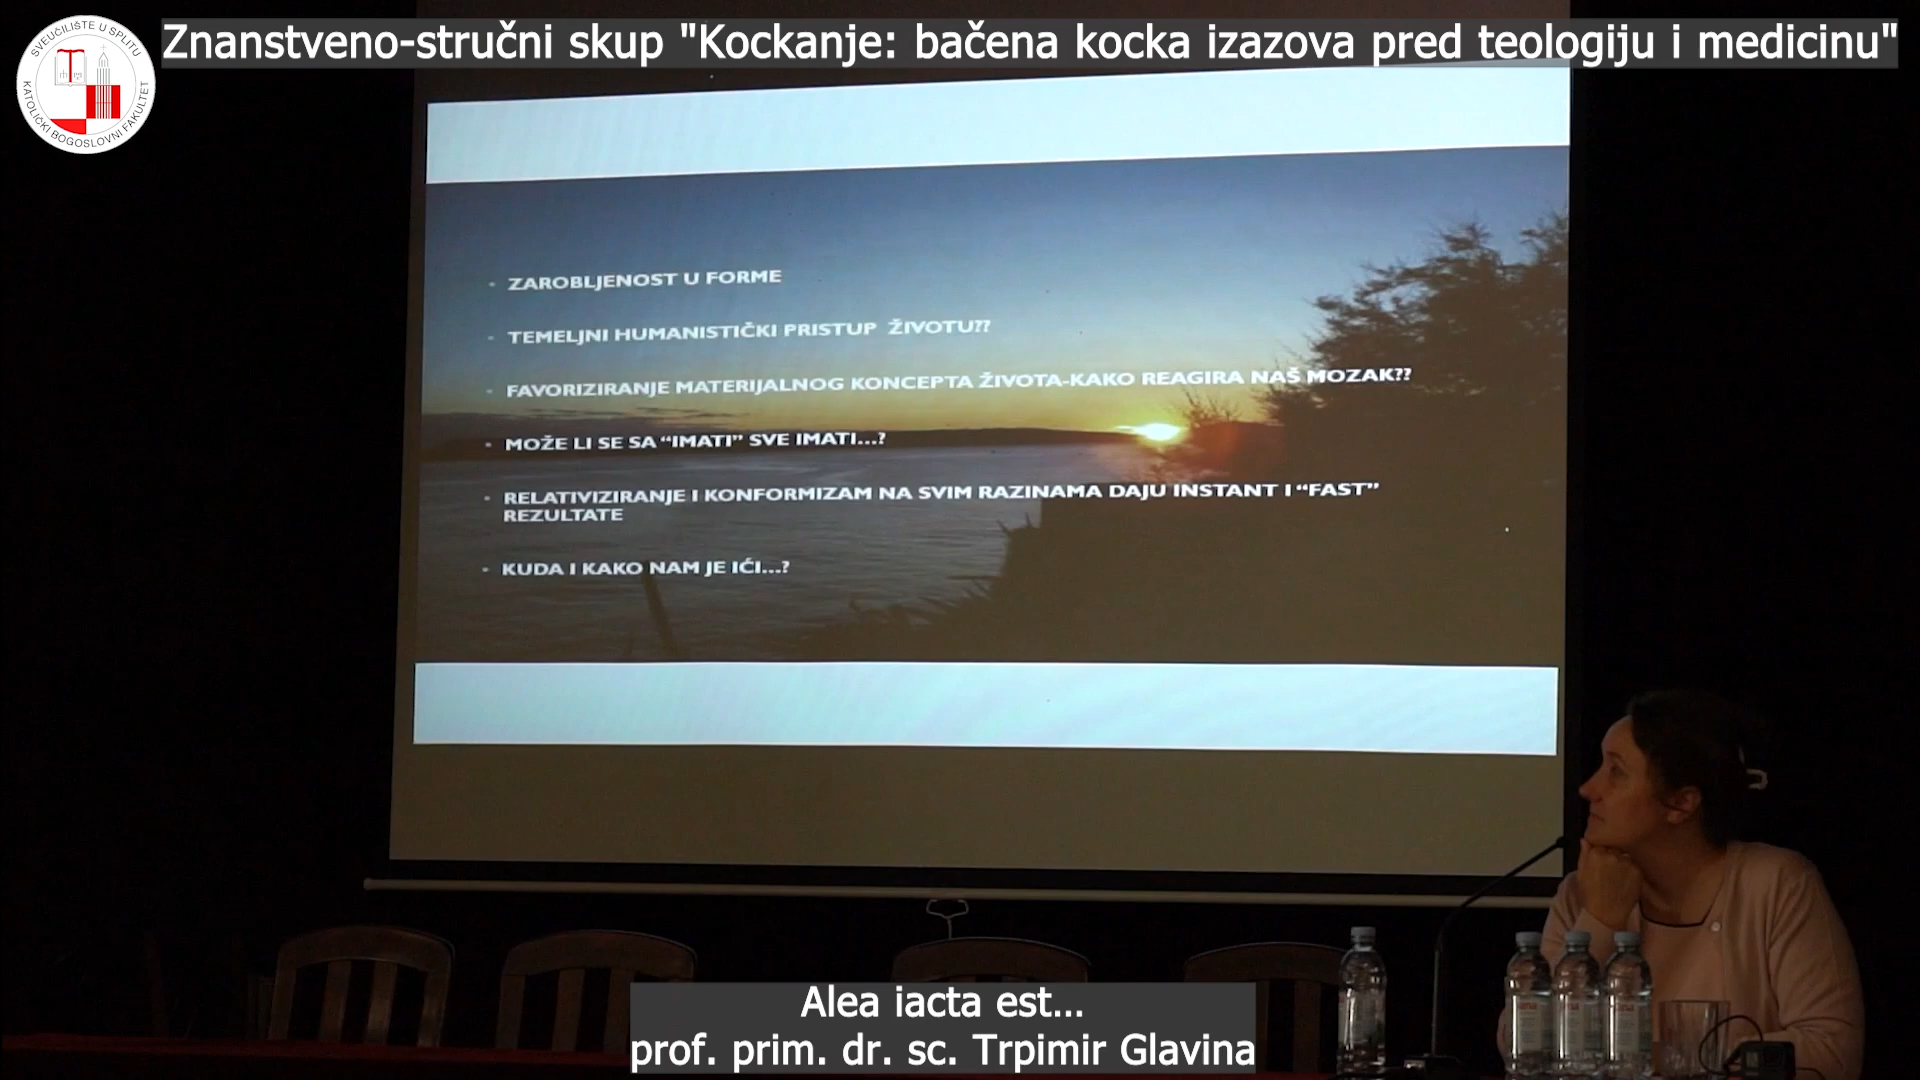 Znanstveno-stručni skup "Kockanje: bačena kocka izazova pred teologiju i medicinu"
SVEUČILIŠTE U SPLITU
KATOLIČKI BOGOSLOVNI FAKULTET
ZAROBLJENOST U FORME
TEMELJNI HUMANISTIČKI PRISTUP ŽIVOTU??
FAVORIZIRANJE MATERIJALNOG KONCEPTA ŽIVOTA-KAKO REAGIRA NAŠ MOZAK??
MOŽE LI SE SA “IMATI” SVE IMATI...?
RELATIVIZIRANJE I KONFORMIZAM NA SVIM RAZINAMA DAJU INSTANT I “FAST”
REZULTATE
KUDA I KAKO NAM JE IĆI...?
Alea iacta est...
prof. prim. dr. sc. Trpimir Glavina